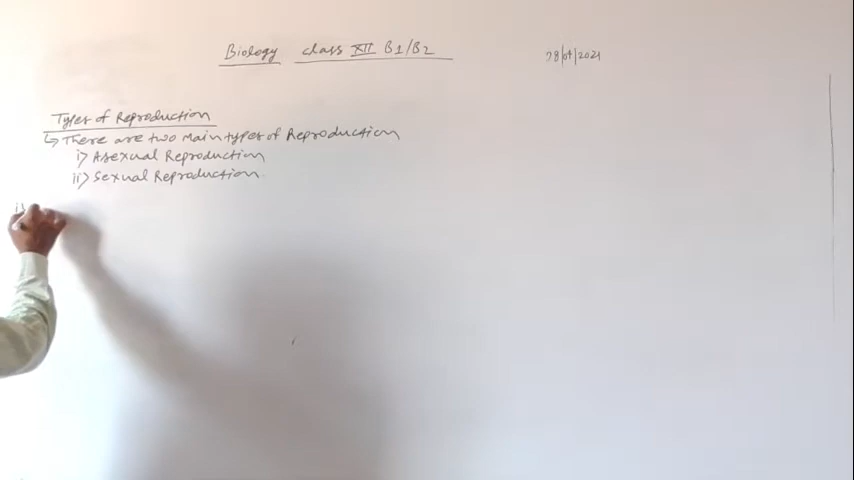 Biology class XII B1/B2
28/04/2021
Types of Reproduction
↳ There are two Main types of Reproduction
i) Asexual Reproduction
ii) Sexual Reproduction